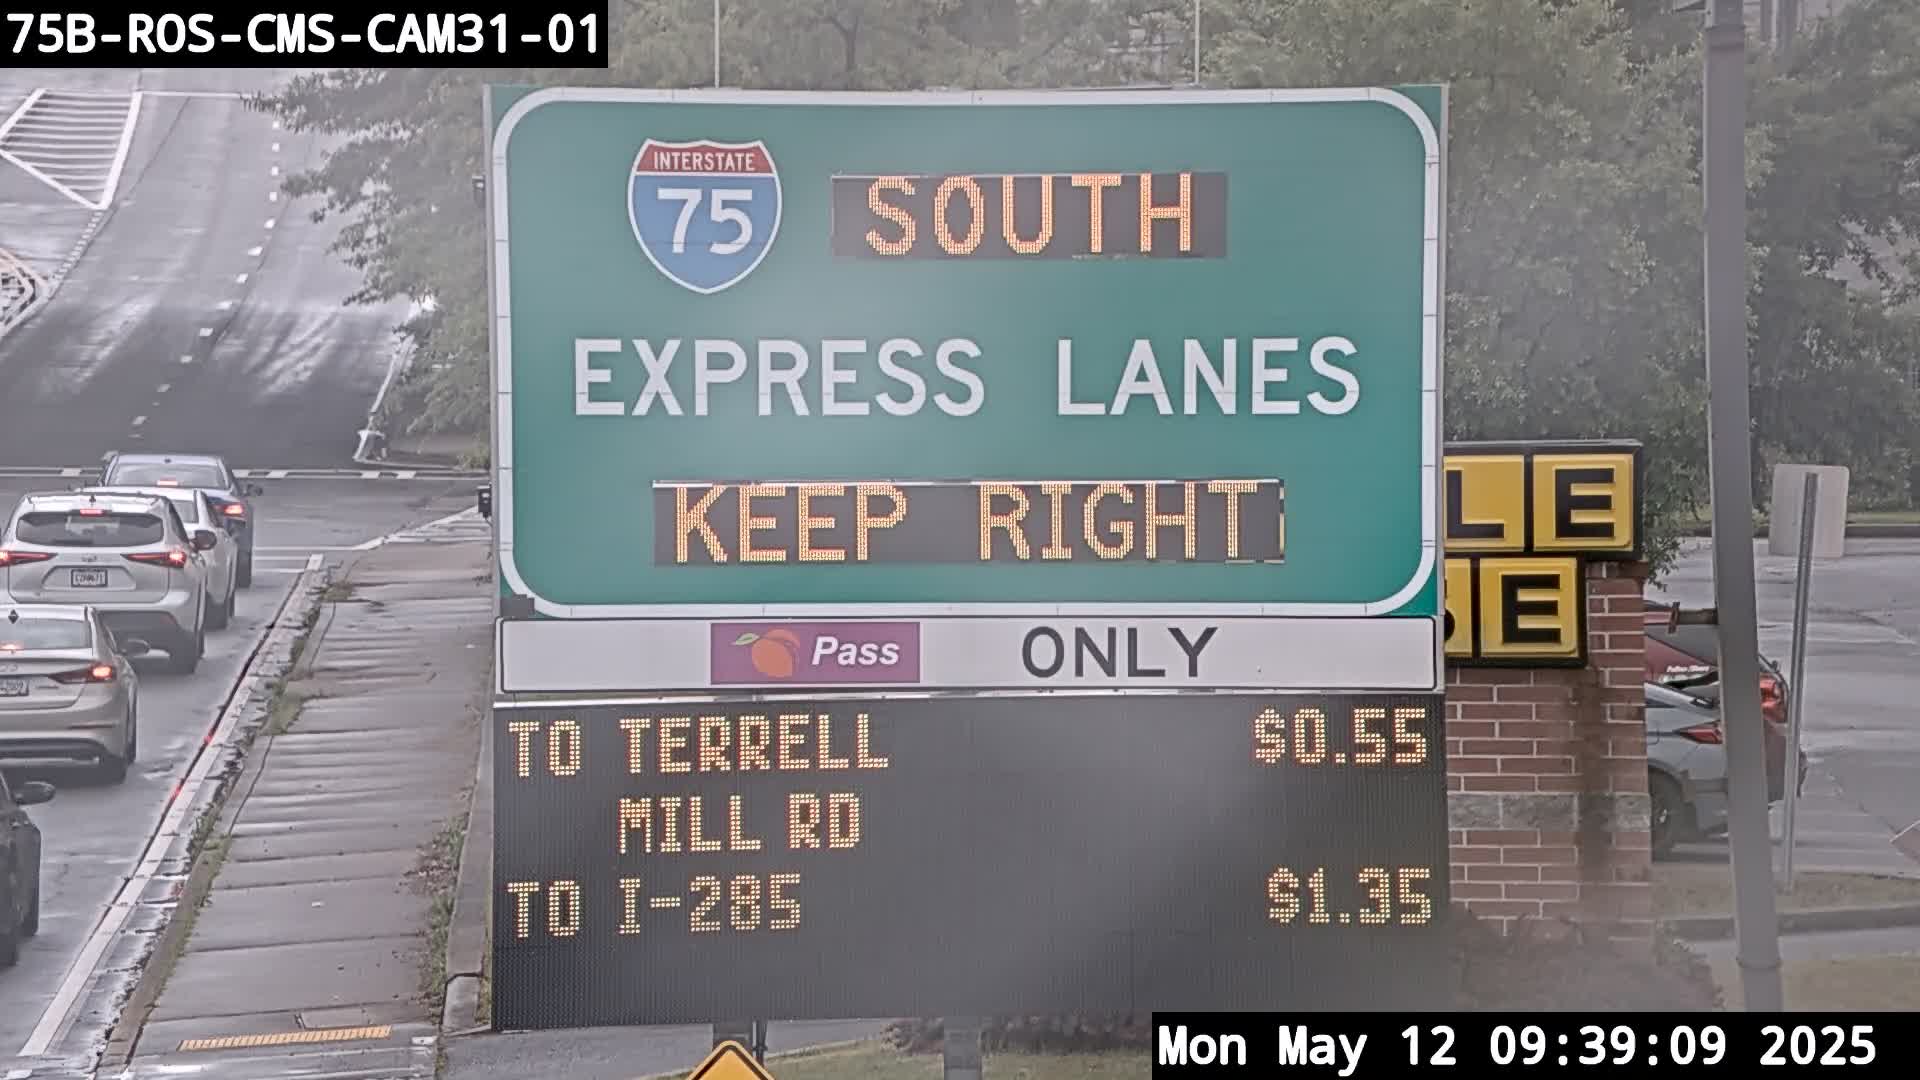 75B-ROS-CMS-CAM31-01
INTERSTATE
75
SOUTH
EXPRESS LANES
KEEP RIGHT
Pass ONLY
TO TERRELL $0.55
MILL RD
TO I-285 $1.35
LE
E
Mon May 12 09:39:09 2025